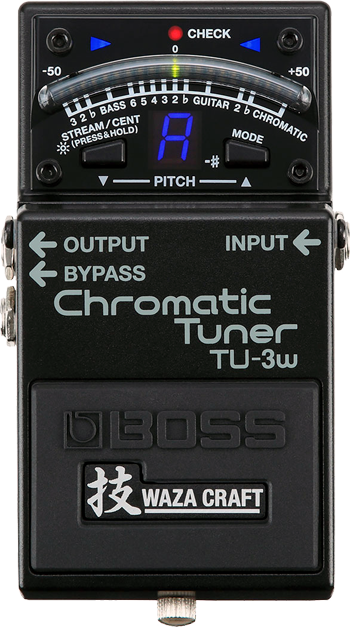 CHECK
0
-50 +50
3 2 ♭ BASS 6 5 4 3 2 ♭ GUITAR 2 ♭ CHROMATIC
STREAM/CENT
(PRESS&HOLD)
A
-#
MODE
▼ PITCH ▲
← OUTPUT INPUT ←
← BYPASS
Chromatic
Tuner
TU-3w
BOSS
技 WAZA CRAFT